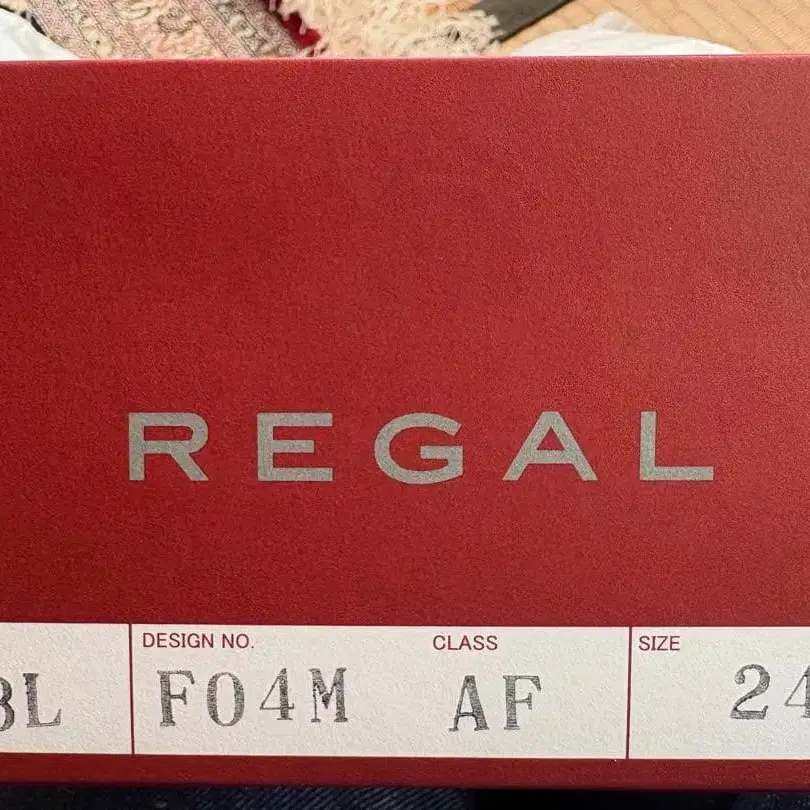 REGAL
DESIGN NO. CLASS SIZE
BL F04M AF 24